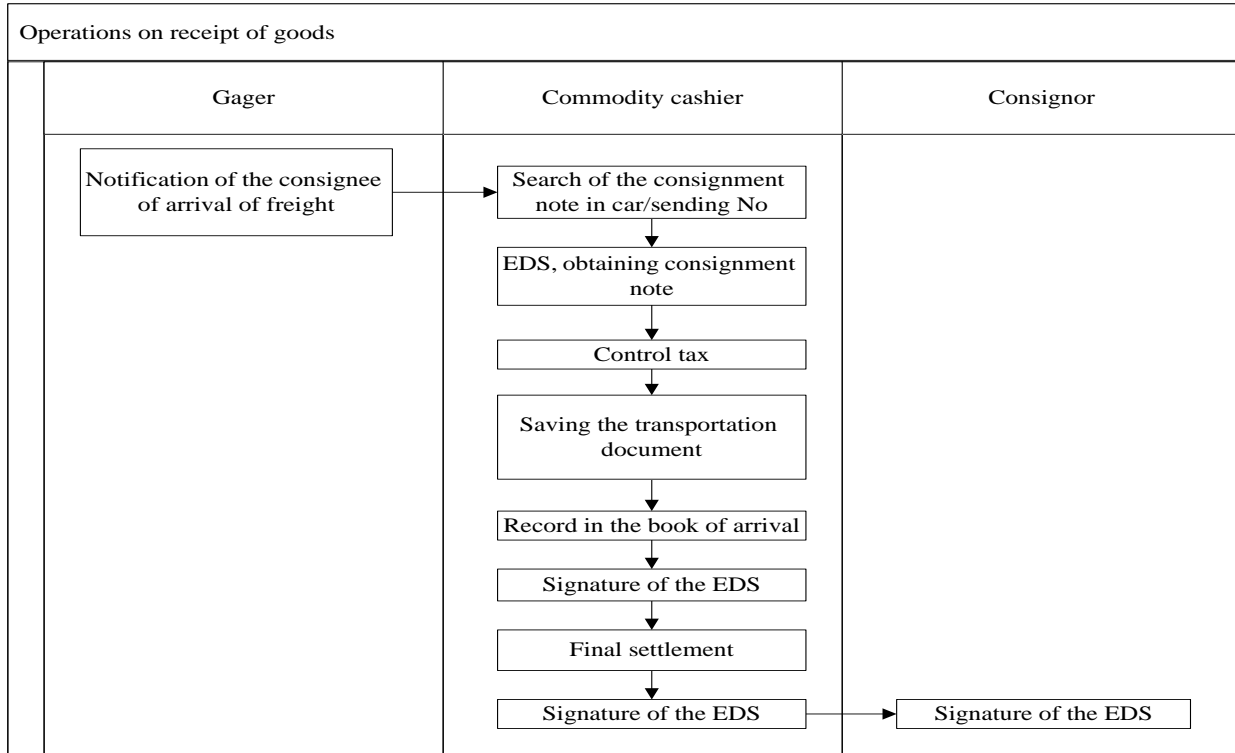 Operations on receipt of goods
Gager
Commodity cashier
Consignor
Notification of the consignee
of arrival of freight
Search of the consignment
note in car/sending No
EDS, obtaining consignment
note
Control tax
Saving the transportation
document
Record in the book of arrival
Signature of the EDS
Final settlement
Signature of the EDS
Signature of the EDS